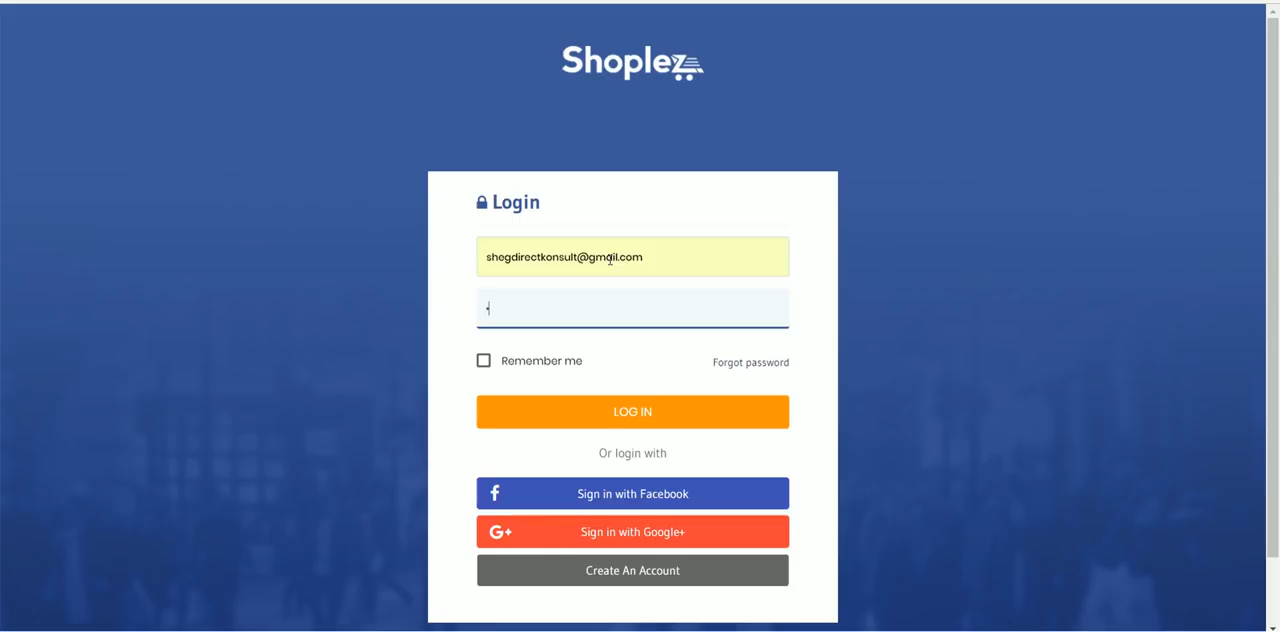 Shoplez
Login
shegdirectkonsult@gmail.com
Remember me
Forgot password
LOG IN
Or login with
f Sign in with Facebook
G+ Sign in with Google+
Create An Account